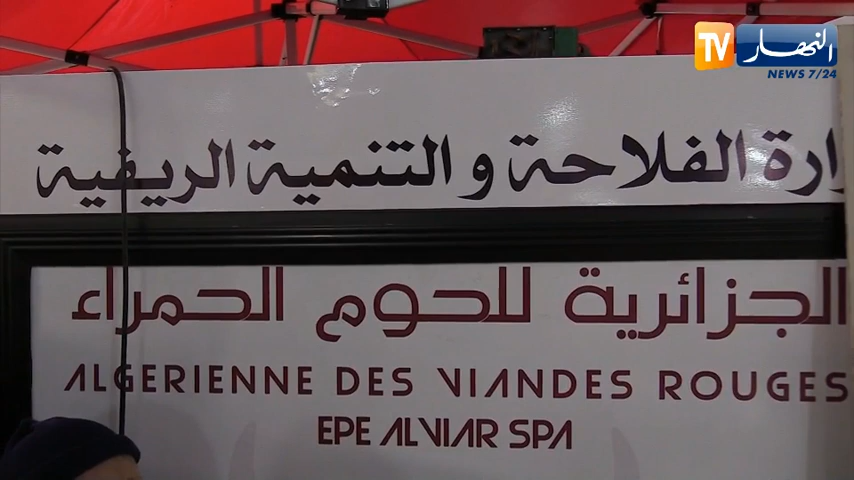 النهار TV
NEWS 7/24
ارة الفلاحة و التنمية الريفية
الجزائرية للحوم الحمراء
ALGERIENNE DES VIANDES ROUGES
EPE ALVIAR SPA